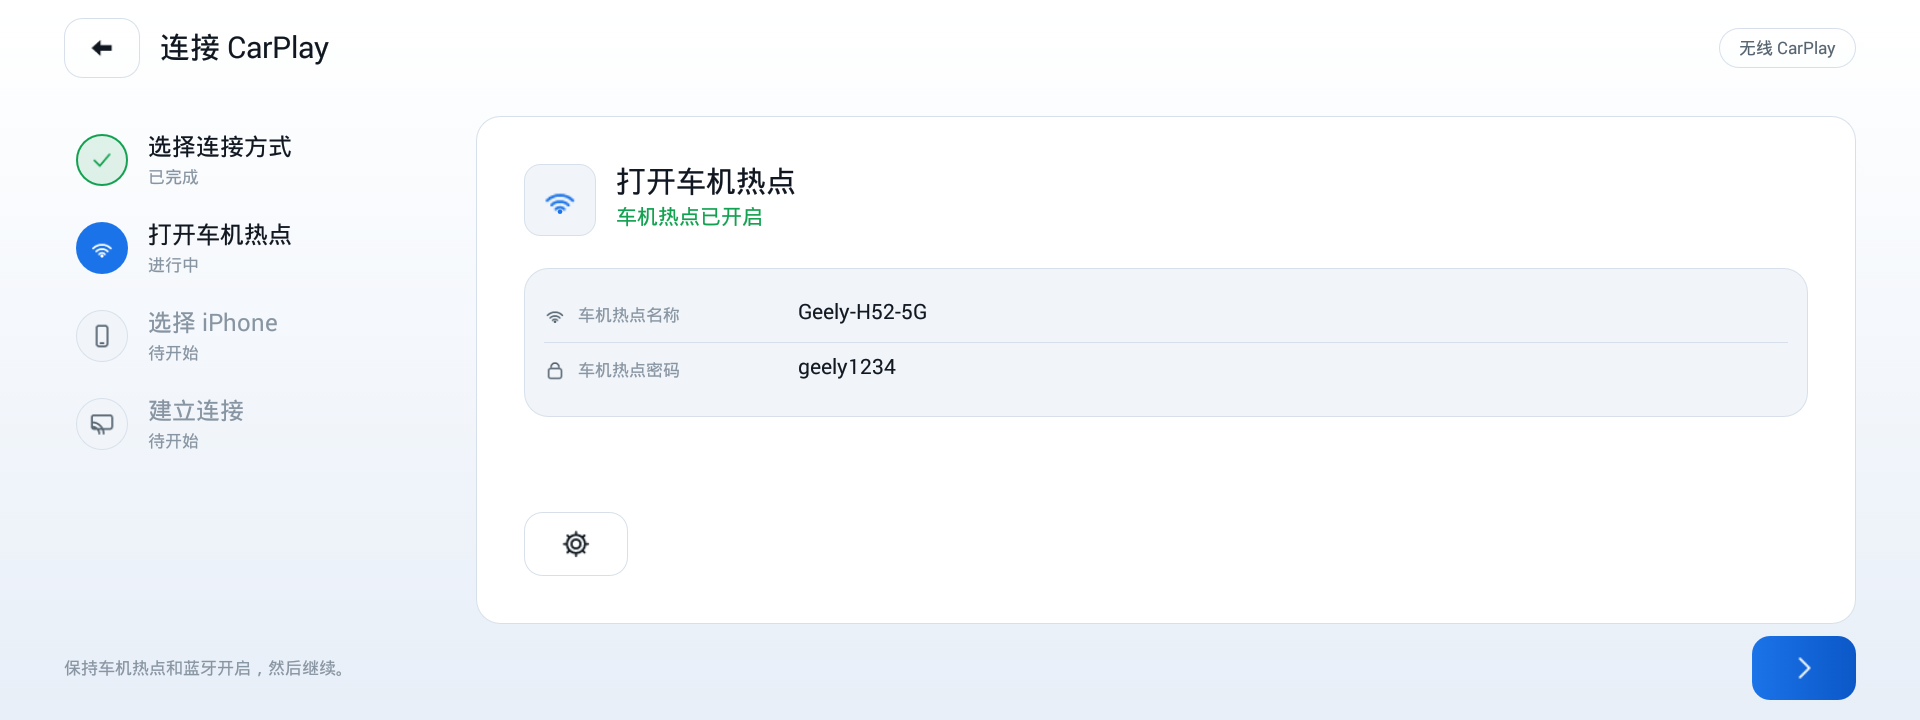 连接 CarPlay
无线 CarPlay
选择连接方式
已完成
打开车机热点
进行中
选择 iPhone
待开始
建立连接
待开始
打开车机热点
车机热点已开启
车机热点名称 Geely-H52-5G
车机热点密码 geely1234
保持车机热点和蓝牙开启，然后继续。